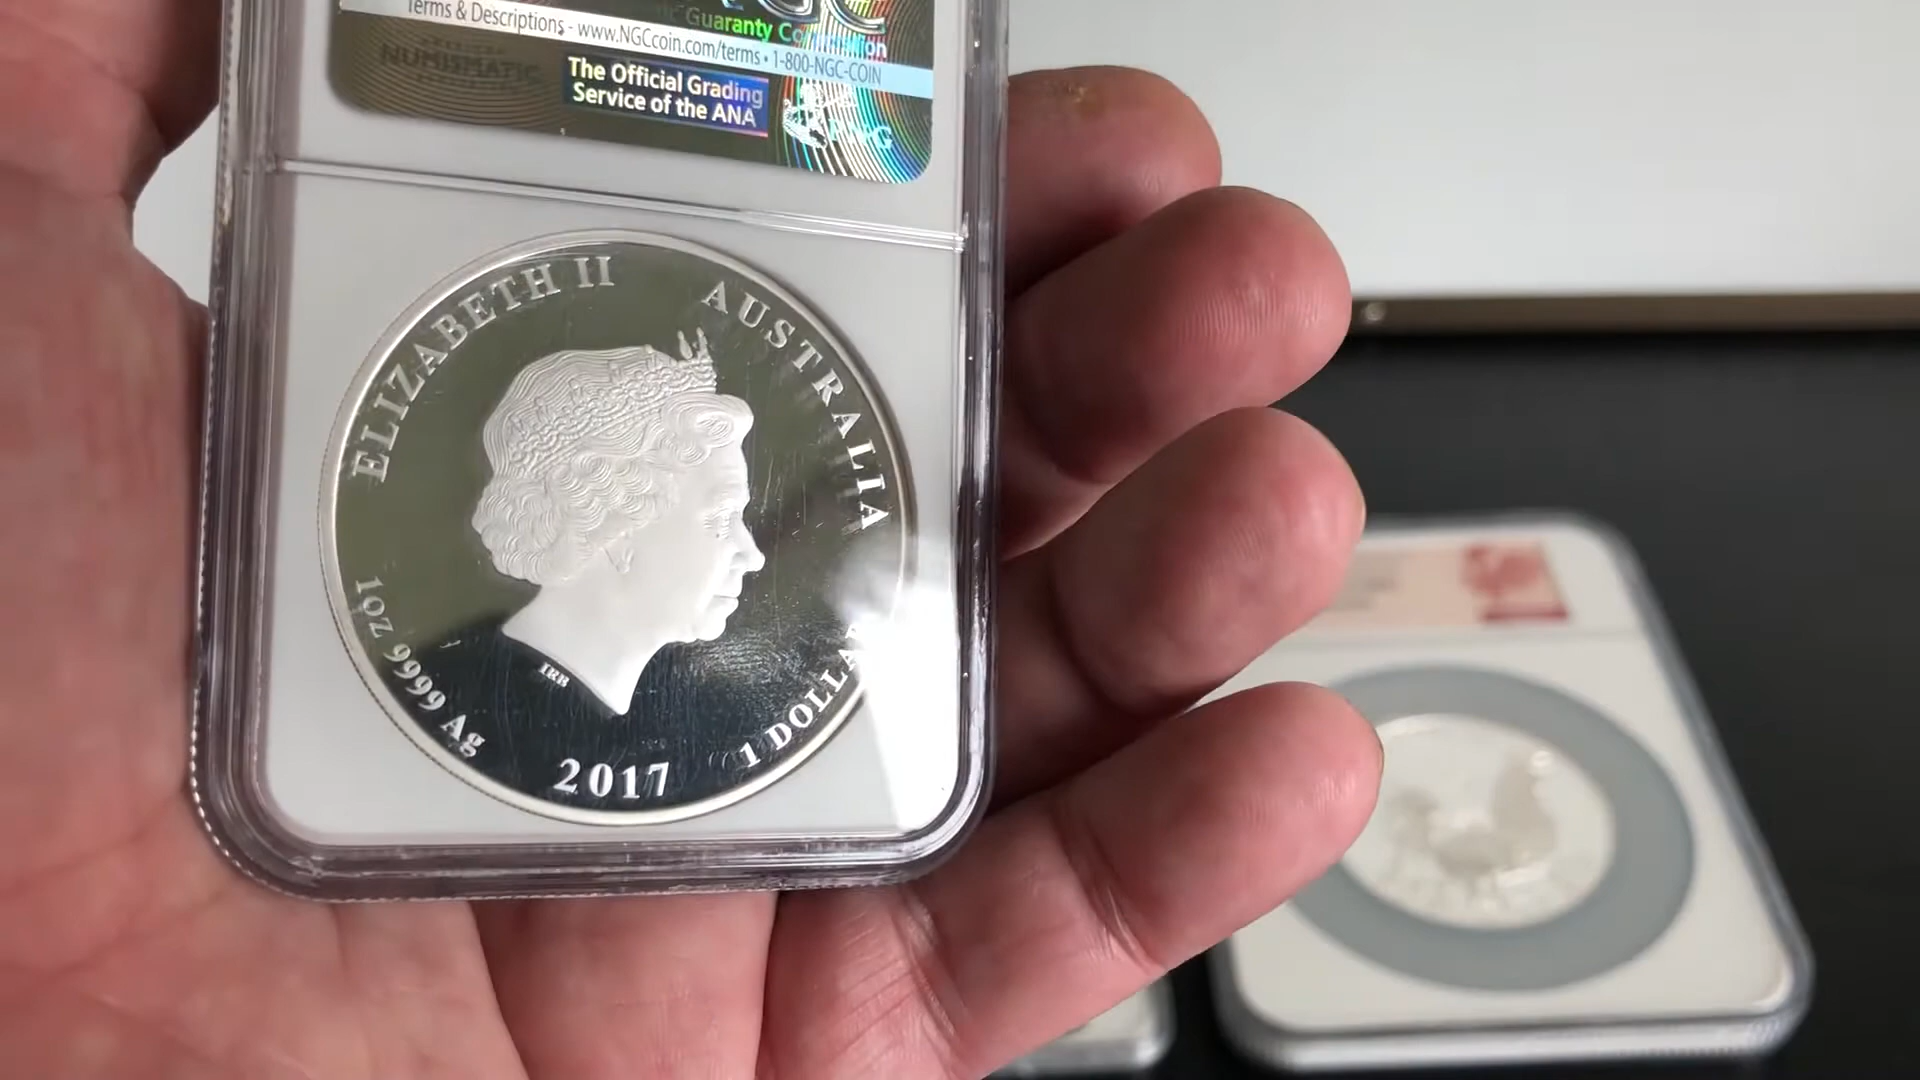 Guaranty Corporation
Terms & Descriptions - www.NGCcoin.com/terms • 1-800-NGC-COIN
NUMISMATIC
The Official Grading
Service of the ANA
PNG
ELIZABETH II
AUSTRALIA
1OZ 9999 Ag
2017
1 DOLLAR
IRB